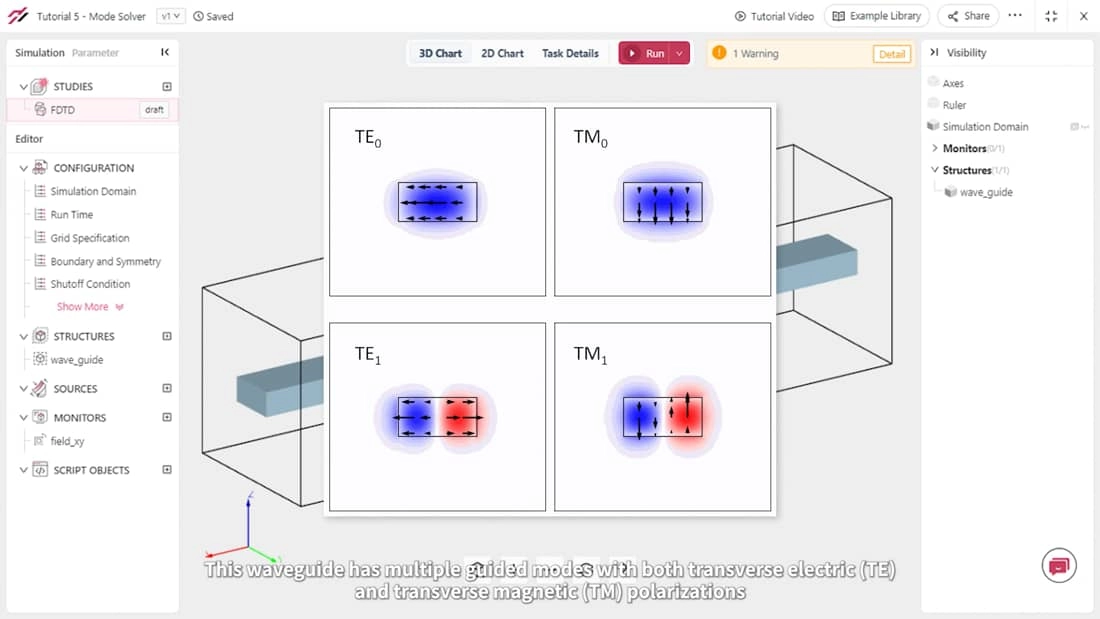 Tutorial 5 - Mode Solver
v1
Saved
Tutorial Video
Example Library
Share
Simulation Parameter
STUDIES
FDTD
draft
Editor
CONFIGURATION
Simulation Domain
Run Time
Grid Specification
Boundary and Symmetry
Shutoff Condition
Show More
STRUCTURES
wave_guide
SOURCES
MONITORS
field_xy
SCRIPT OBJECTS
3D Chart
2D Chart
Task Details
Run
1 Warning
Detail
TE0
TM0
TE1
TM1
Z
This waveguide has multiple guided modes with both transverse electric (TE)
and transverse magnetic (TM) polarizations
Visibility
Axes
Ruler
Simulation Domain
Monitors(0/1)
Structures(1/1)
wave_guide